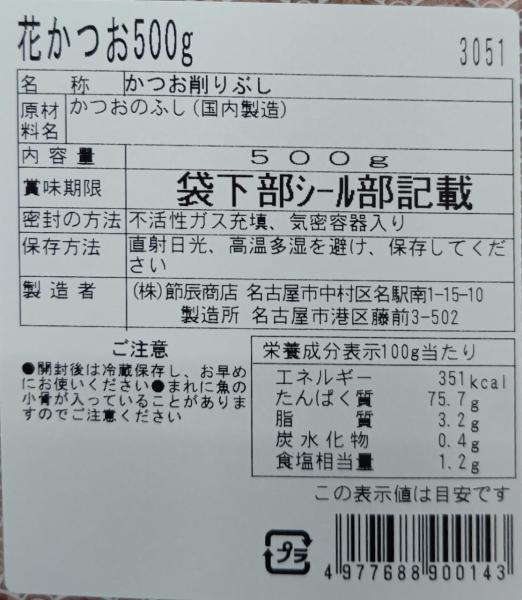 花かつお500g 3051
名称 かつお削りぶし
原材料名 かつおのふし(国内製造)
内容量 500g
賞味期限 袋下部シール部記載
密封の方法 不活性ガス充填、気密容器入り
保存方法 直射日光、高温多湿を避け、保存してくだ
さい
製造者 (株)節辰商店 名古屋市中村区名駅南1-15-10
製造所 名古屋市港区藤前3-502
ご注意
●開封後は冷蔵保存し、お早め
にお使いください●まれに魚の
小骨が入っていることがありま
すのでご注意ください
栄養成分表示100g当たり
エネルギー 351kcal
たんぱく質 75.7g
脂質 3.2g
炭水化物 0.4g
食塩相当量 1.2g
この表示値は目安です
プラ
4 977688 900143